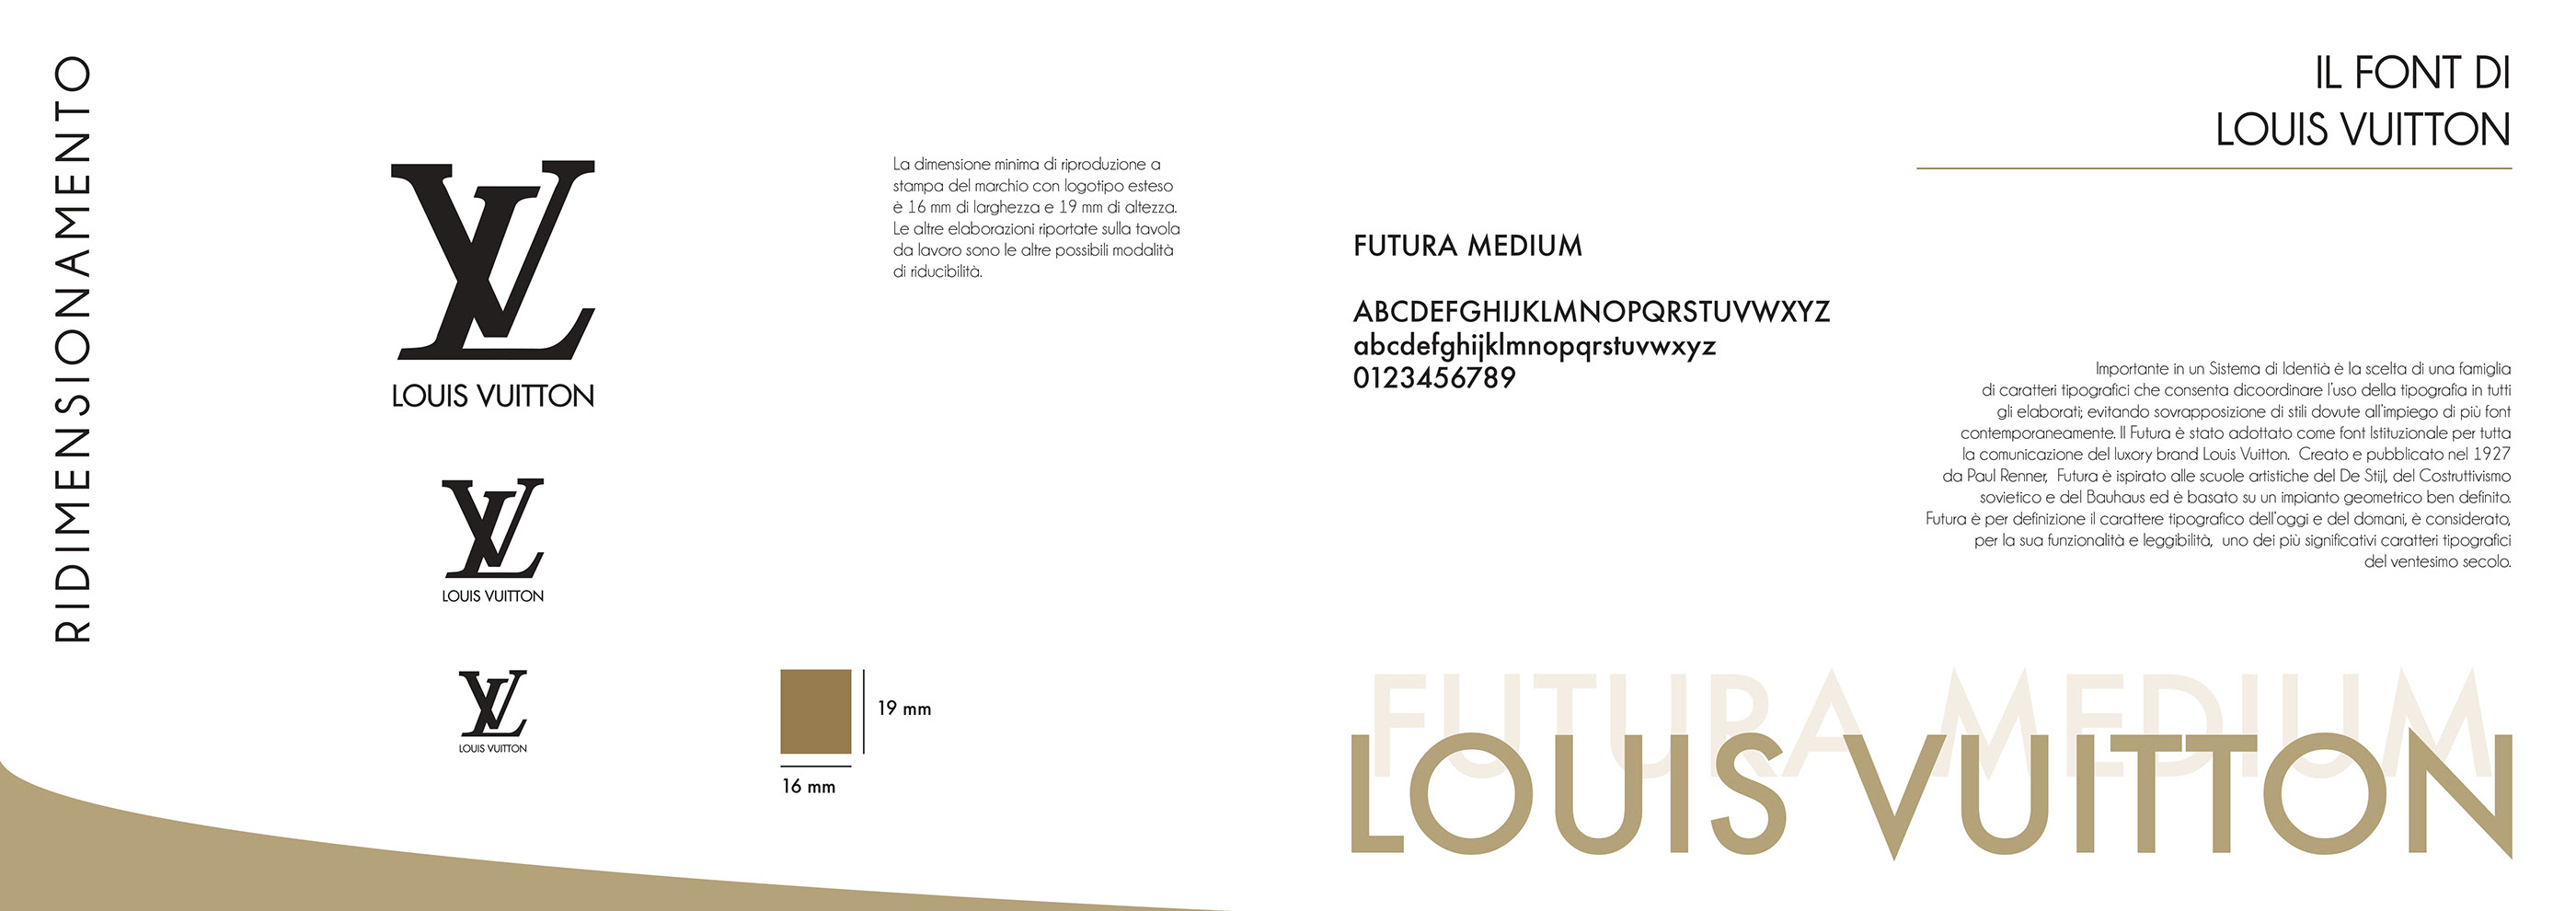 RIDIMENSIONAMENTO
LV
LOUIS VUITTON
LV
LOUIS VUITTON
LV
LOUIS VUITTON
La dimensione minima di riproduzione a
stampa del marchio con logotipo esteso
è 16 mm di larghezza e 19 mm di altezza.
Le altre elaborazioni riportate sulla tavola
da lavoro sono le altre possibili modalità
di riducibilità.
19 mm
16 mm
IL FONT DI
LOUIS VUITTON
FUTURA MEDIUM
ABCDEFGHIJKLMNOPQRSTUVWXYZ
abcdefghijklmnopqrstuvwxyz
0123456789
Importante in un Sistema di Identià è la scelta di una famiglia
di caratteri tipografici che consenta dicoordinare l'uso della tipografia in tutti
gli elaborati; evitando sovrapposizione di stili dovute all'impiego di più font
contemporaneamente. Il Futura è stato adottato come font Istituzionale per tutta
la comunicazione del luxory brand Louis Vuitton. Creato e pubblicato nel 1927
da Paul Renner, Futura è ispirato alle scuole artistiche del De Stijl, del Costruttivismo
sovietico e del Bauhaus ed è basato su un impianto geometrico ben definito.
Futura è per definizione il carattere tipografico dell'oggi e del domani, è considerato,
per la sua funzionalità e leggibilità, uno dei più significativi caratteri tipografici
del ventesimo secolo.
FUTURA MEDIUM
LOUIS VUITTON